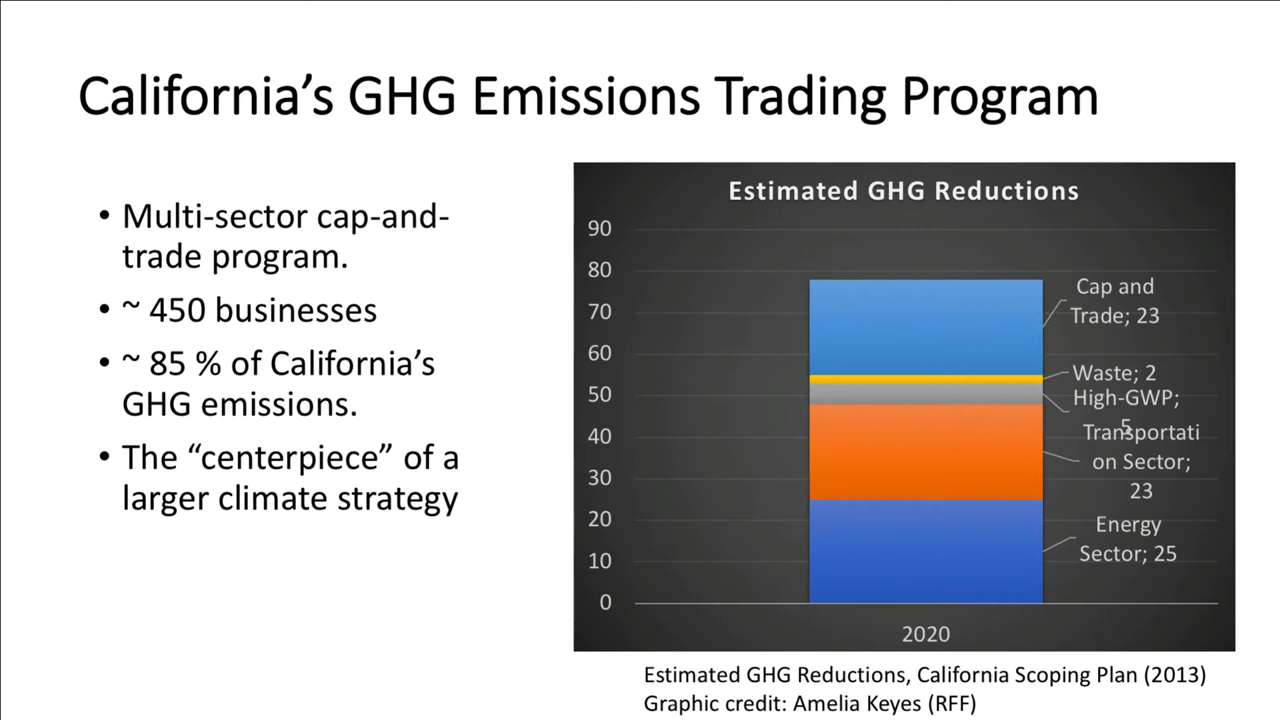 California’s GHG Emissions Trading Program
• Multi-sector cap-and-
trade program.
• ~ 450 businesses
• ~ 85 % of California’s
GHG emissions.
• The “centerpiece” of a
larger climate strategy
Estimated GHG Reductions
90
80
70
60
50
40
30
20
10
0
Cap and
Trade; 23
Waste; 2
High-GWP;
5
Transportati
on Sector;
23
Energy
Sector; 25
2020
Estimated GHG Reductions, California Scoping Plan (2013)
Graphic credit: Amelia Keyes (RFF)